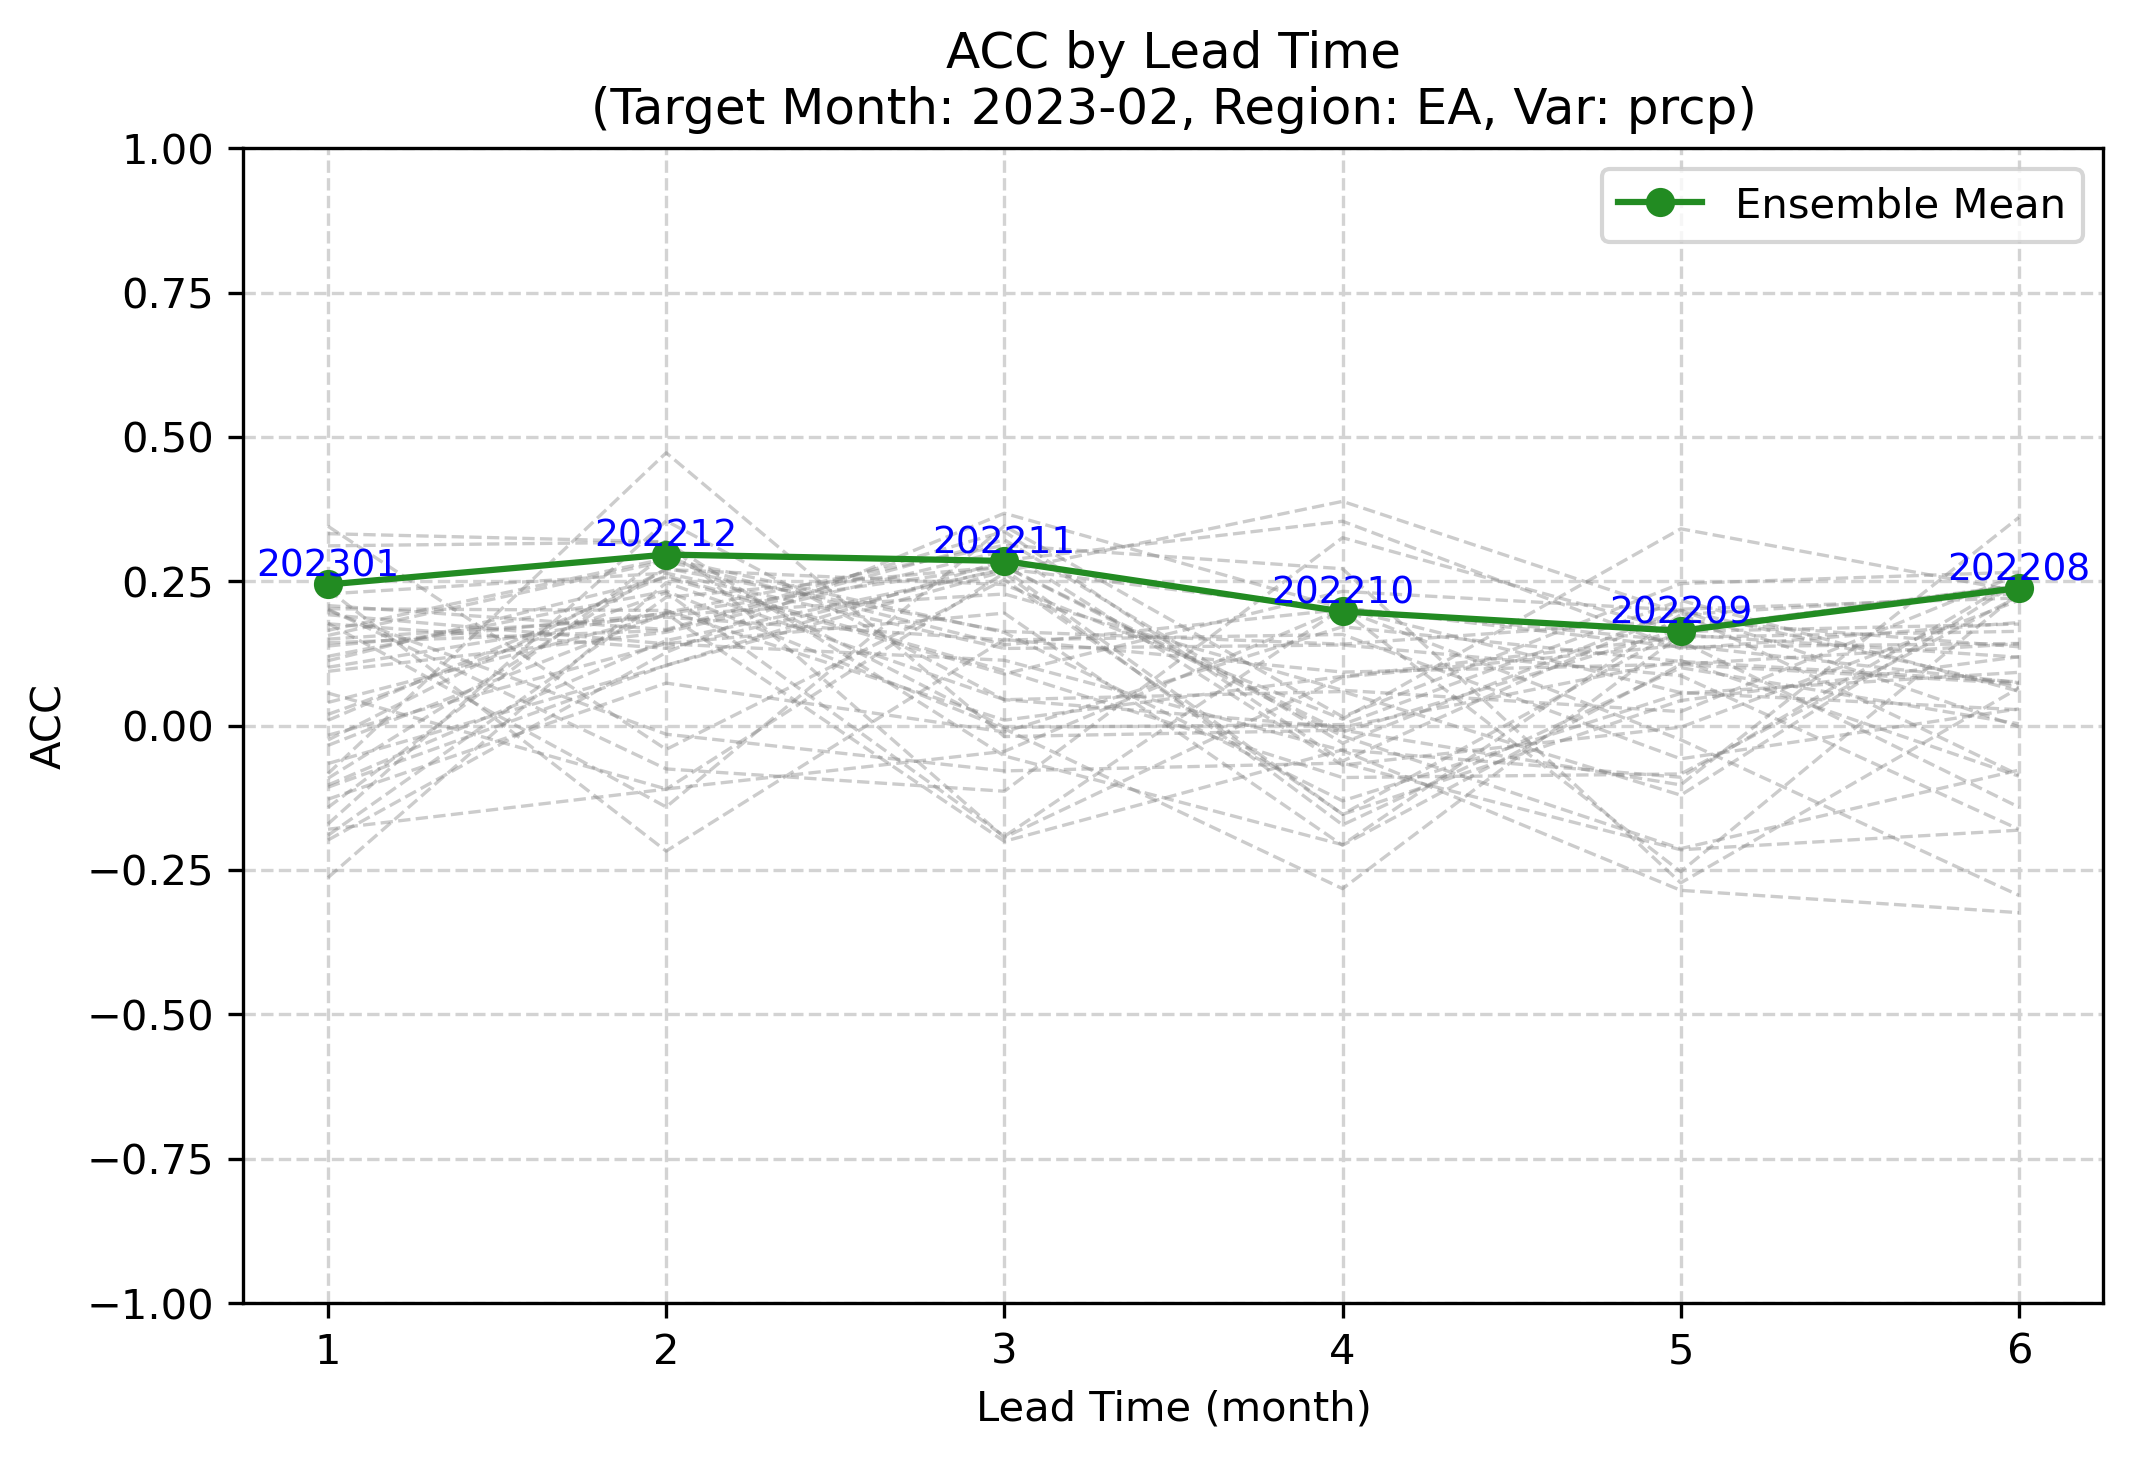 ACC by Lead Time
(Target Month: 2023-02, Region: EA, Var: prcp)
Ensemble Mean
1.00
0.75
0.50
0.25
0.00
−0.25
−0.50
−0.75
−1.00
ACC
202301
202212
202211
202210
202209
202208
1 2 3 4 5 6
Lead Time (month)